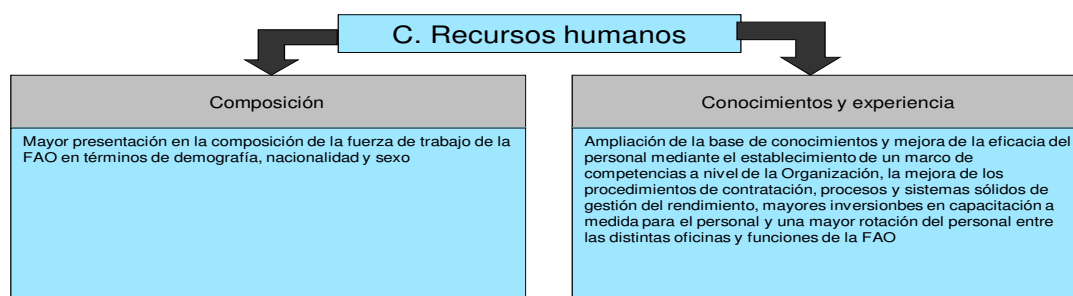 C. Recursos humanos
Composición
Mayor presentación en la composición de la fuerza de trabajo de la
FAO en términos de demografía, nacionalidad y sexo
Conocimientos y experiencia
Ampliación de la base de conocimientos y mejora de la eficacia del
personal mediante el establecimiento de un marco de
competencias a nivel de la Organización, la mejora de los
procedimientos de contratación, procesos y sistemas sólidos de
gestión del rendimiento, mayores inversionbes en capacitación a
medida para el personal y una mayor rotación del personal entre
las distintas oficinas y funciones de la FAO